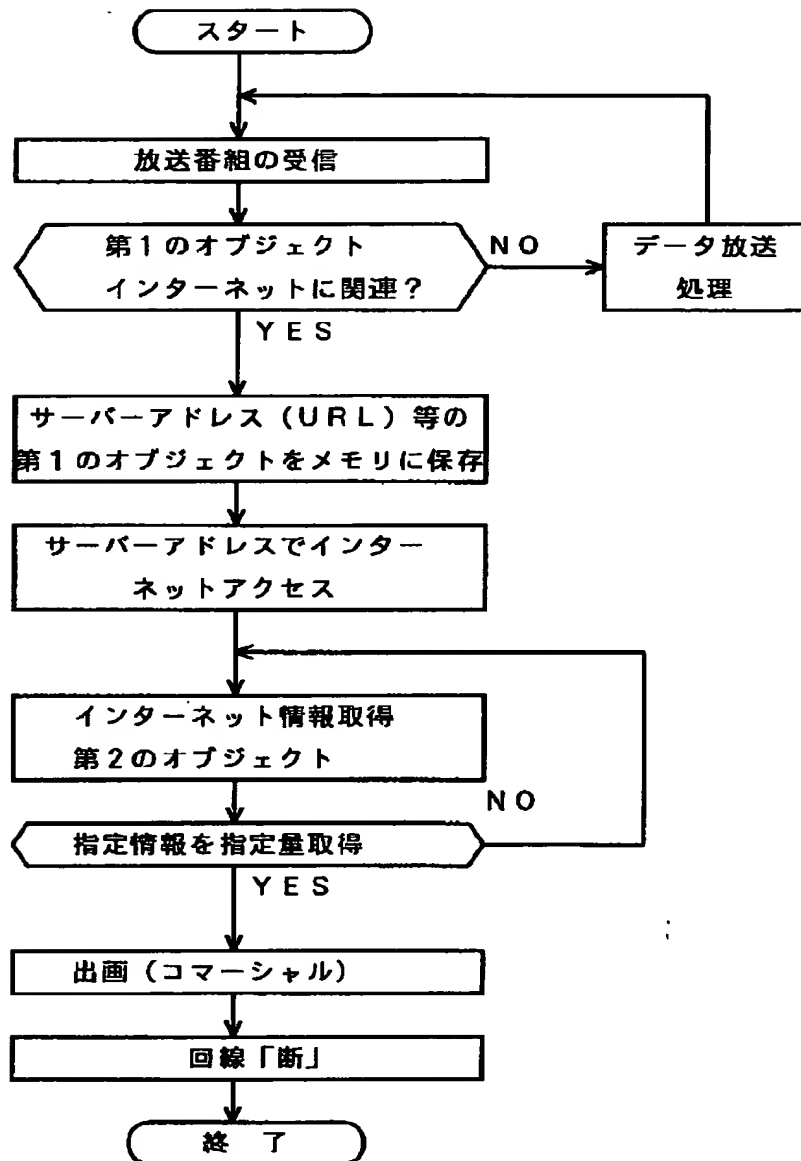 スタート
放送番組の受信
第1のオブジェクト
インターネットに関連？
NO
データ放送
処理
YES
サーバーアドレス（URL）等の
第1のオブジェクトをメモリに保存
サーバーアドレスでインター
ネットアクセス
インターネット情報取得
第2のオブジェクト
NO
指定情報を指定量取得
YES
出画（コマーシャル）
回線「断」
終　了